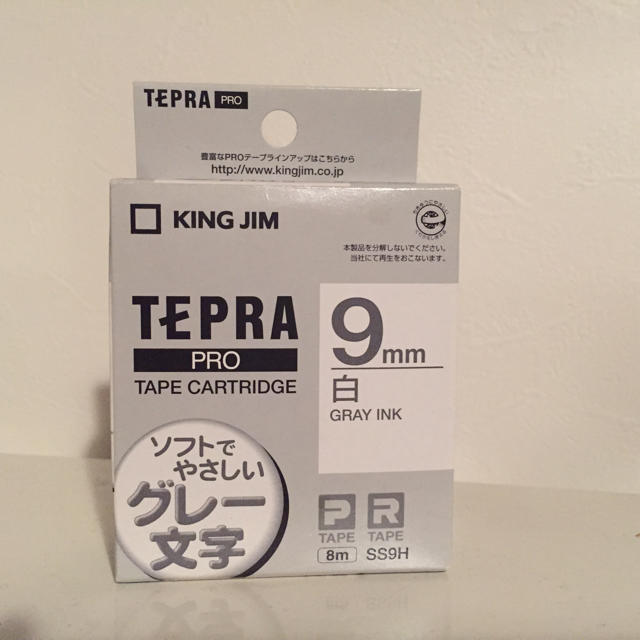 TEPRA PRO
豊富なPROテープラインアップはこちらから
http://www.kingjim.co.jp
KING JIM
本製品を分解しないでください。
当社にて再生をおこないます。
TEPRA
PRO
TAPE CARTRIDGE
9mm
白
GRAY INK
ソフトで
やさしい
グレー
文字
P R
TAPE TAPE
8m SS9H